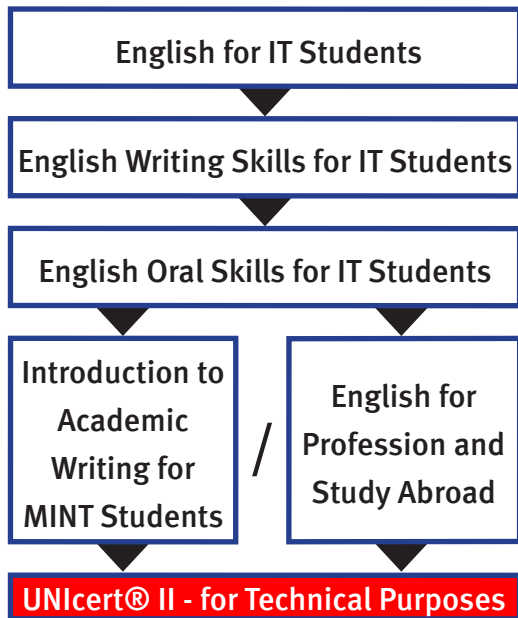 English for IT Students
English Writing Skills for IT Students
English Oral Skills for IT Students
Introduction to
Academic
Writing for
MINT Students
/
English for
Profession and
Study Abroad
UNIcert® II - for Technical Purposes